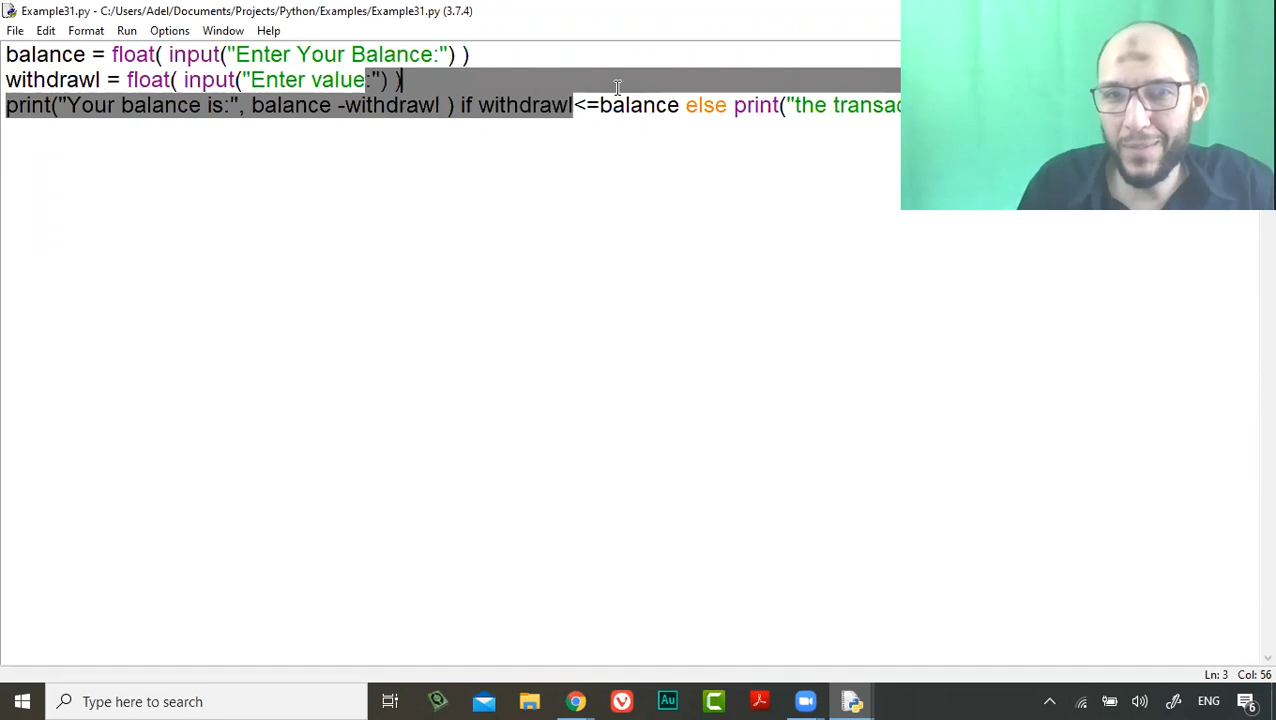 Example31.py - C:/Users/Adel/Documents/Projects/Python/Examples/Example31.py (3.7.4)
File Edit Format Run Options Window Help
balance = float( input("Enter Your Balance:") )
withdrawl = float( input("Enter value:") )
print("Your balance is:", balance -withdrawl ) if withdrawl<=balance else print("the transac
Ln: 3 Col: 56
Type here to search
Au
ENG
6